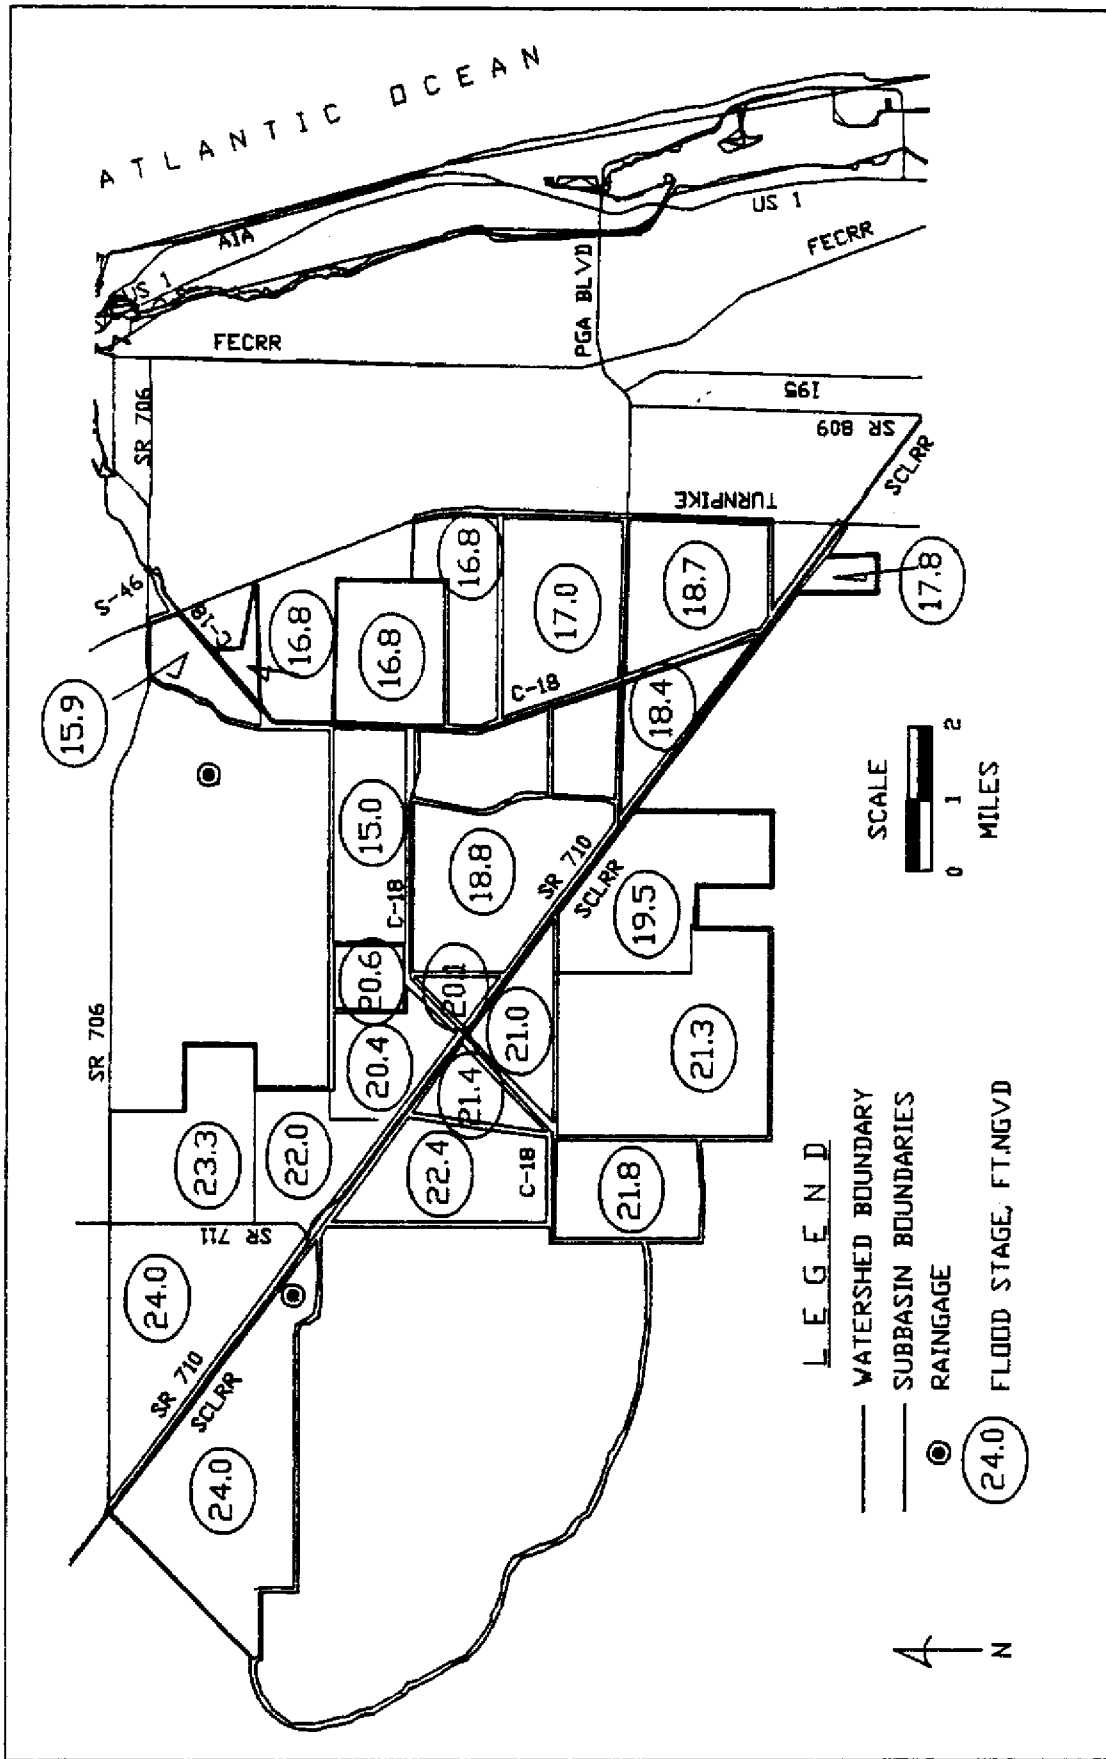 ATLANTIC OCEAN
A1A
US 1
US 1
FECRR
FECRR
PGA BLVD
SR 706
I95
SR 809
SCLRR
TURNPIKE
S-46
C-18
15.9
16.8
16.8
16.8
17.0
18.7
17.8
C-18
18.4
15.0
C-18
18.8
SR 710
SCLRR
19.5
20.6
20.1
21.0
20.4
21.4
21.3
SR 706
23.3
22.0
22.4
C-18
21.8
SR 711
24.0
SR 710
SCLRR
24.0
SCALE
0 1 2
MILES
LEGEND
WATERSHED BOUNDARY
SUBBASIN BOUNDARIES
RAINGAGE
24.0 FLOOD STAGE, FT.NGVD
N